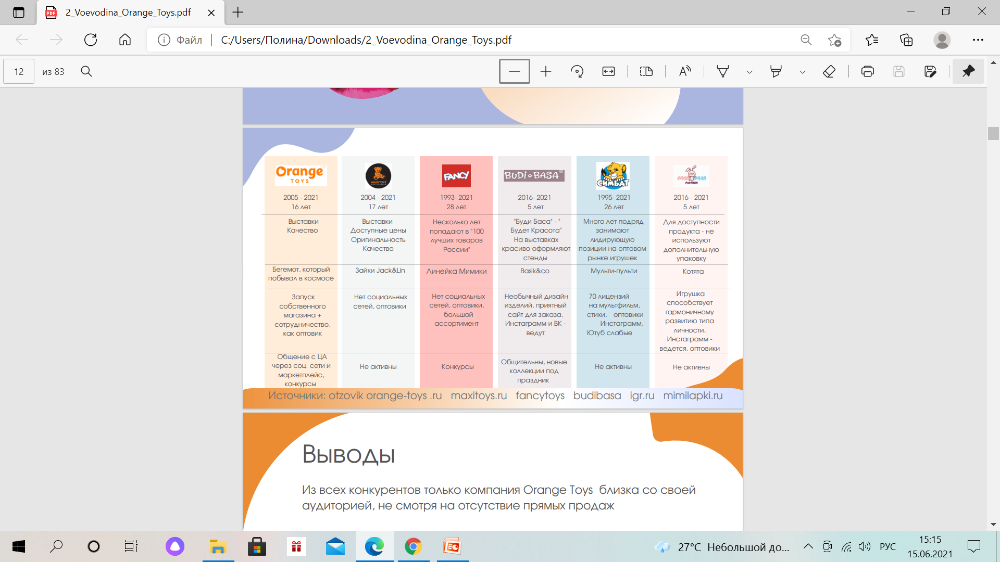 2_Voevodina_Orange_Toys.pdf
Файл
C:/Users/Полина/Downloads/2_Voevodina_Orange_Toys.pdf
12
из 83
Orange
TOYS
2005 - 2021
16 лет
Выставки
Качество
Бегемот, который
побывал в космосе
Запуск
собственного
магазина +
сотрудничество,
как оптовик
Общение с ЦА
через соц. сети и
маркетплейс,
конкурсы
MAXITOYS
2004 - 2021
17 лет
Выставки
Доступные цены
Оригинальность
Качество
Зайки Jack&Lin
Нет социальных
сетей, оптовики
Не активны
FANCY
1993- 2021
28 лет
Несколько лет
попадают в "100
лучших товаров
России"
Линейка Мимики
Нет социальных
сетей, оптовики,
большой
ассортимент
Конкурсы
BUDI BASA®
2016- 2021
5 лет
"Буди Баса" - "
Будет Красота"
На выставках
красиво оформляют
стенды
Basik&co
Необычный дизайн
изделий, приятный
сайт для заказа,
Инстаграмм и ВК -
ведут
Общительны, новые
коллекции под
праздник
СИМБАТ
1995- 2021
26 лет
Много лет подряд
занимают
лидирующую
позиции на оптовом
рынке игрушек
Мульти-пульти
70 лицензий
на мультфильм,
стихи, оптовики
Инстаграмм,
Ютуб слабые
Не активны
МИМИ
ЛАПКИ
2016 - 2021
5 лет
Для доступности
продукта - не
используют
дополнительную
упаковку
Котята
Игрушка
способствует
гармоничному
развитию типа
личности,
Инстаграмм -
ведется, оптовики
Не активны
Источники: otzovik orange-toys .ru maxitoys.ru fancytoys budibasa igr.ru mimilapki.ru
Выводы
Из всех конкурентов только компания Orange Toys близка со своей
аудиторией, не смотря на отсутствие прямых продаж
27°C Небольшой до...
РУС
15:15
15.06.2021